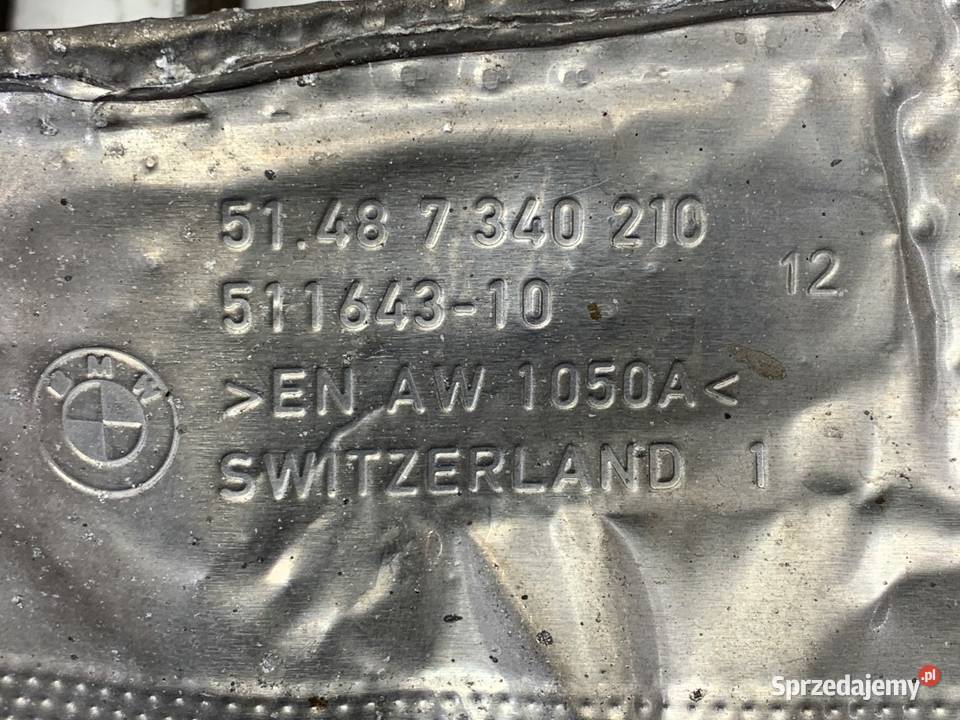 51.48 7 340 210
12
511643-10
BMW
>EN AW 1050A<
SWITZERLAND 1
Sprzedajemy.pl